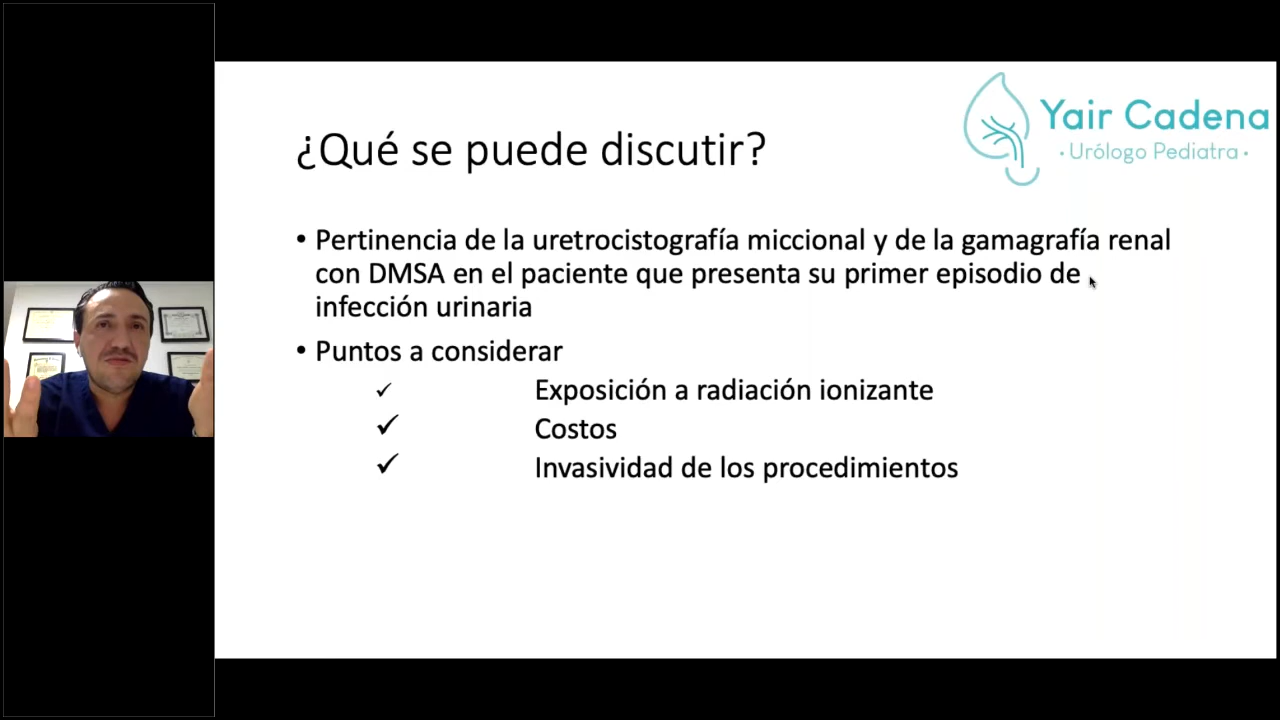 Yair Cadena
· Urólogo Pediatra ·
¿Qué se puede discutir?
• Pertinencia de la uretrocistografía miccional y de la gamagrafía renal
con DMSA en el paciente que presenta su primer episodio de
infección urinaria
• Puntos a considerar
✓ Exposición a radiación ionizante
✓ Costos
✓ Invasividad de los procedimientos